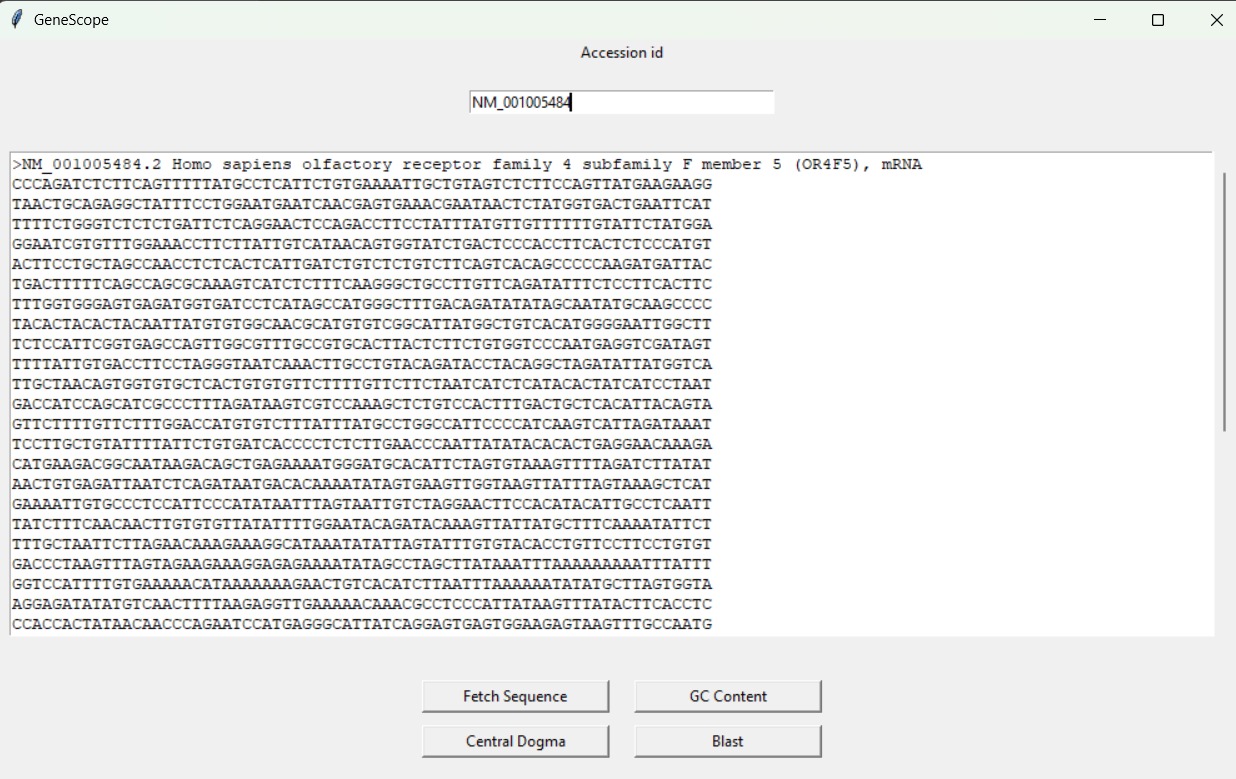 GeneScope
Accession id
NM_001005484
>NM_001005484.2 Homo sapiens olfactory receptor family 4 subfamily F member 5 (OR4F5), mRNA
CCCAGATCTCTTCAGTTTTTATGCCTCATTCTGTGAAAATTGCTGTAGTCTCTTCCAGTTATGAAGAAGG
TAACTGCAGAGGCTATTTCCTGGAATGAATCAACGAGTGAAACGAATAACTCTATGGTGACTGAATTCAT
TTTTCTGGGTCTCTCTGATTCTCAGGAACTCCAGACCTTCCTATTTATGTTGTTTTTTGTATTCTATGGA
GGAATCGTGTTTGGAAACCTTCTTATTGTCATAACAGTGGTATCTGACTCCCACCTTCACTCTCCCATGT
ACTTCCTGCTAGCCAACCTCTCACTCATTGATCTGTCTCTGTCTTCAGTCACAGCCCCCAAGATGATTAC
TGACTTTTTCAGCCAGCGCAAAGTCATCTCTTTCAAGGGCTGCCTTGTTCAGATATTTCTCCTTCACTTC
TTTGGTGGGAGTGAGATGGTGATCCTCATAGCCATGGGCTTTGACAGATATATAGCAATATGCAAGCCCC
TACACTACACTACAATTATGTGTGGCAACGCATGTGTCGGCATTATGGCTGTCACATGGGGAATTGGCTT
TCTCCATTCGGTGAGCCAGTTGGCGTTTGCCGTGCACTTACTCTTCTGTGGTCCCAATGAGGTCGATAGT
TTTTATTGTGACCTTCCTAGGGTAATCAAACTTGCCTGTACAGATACCTACAGGCTAGATATTATGGTCA
TTGCTAACAGTGGTGTGCTCACTGTGTGTTCTTTTGTTCTTCTAATCATCTCATACACTATCATCCTAAT
GACCATCCAGCATCGCCCTTTAGATAAGTCGTCCAAAGCTCTGTCCACTTTGACTGCTCACATTACAGTA
GTTCTTTTGTTCTTTGGACCATGTGTCTTTATTTATGCCTGGCCATTCCCCATCAAGTCATTAGATAAAT
TCCTTGCTGTATTTTATTCTGTGATCACCCCTCTCTTGAACCCAATTATATACACACTGAGGAACAAAGA
CATGAAGACGGCAATAAGACAGCTGAGAAAATGGGATGCACATTCTAGTGTAAAGTTTTAGATCTTATAT
AACTGTGAGATTAATCTCAGATAATGACACAAAATATAGTGAAGTTGGTAAGTTATTTAGTAAAGCTCAT
GAAAATTGTGCCCTCCATTCCCATATAATTTAGTAATTGTCTAGGAACTTCCACATACATTGCCTCAATT
TATCTTTCAACAACTTGTGTGTTATATTTTGGAATACAGATACAAAGTTATTATGCTTTCAAAATATTCT
TTTGCTAATTCTTAGAACAAAGAAAGGCATAAATATATTAGTATTTGTGTACACCTGTTCCTTCCTGTGT
GACCCTAAGTTTAGTAGAAGAAAGGAGAGAAAATATAGCCTAGCTTATAAATTTAAAAAAAAATTTATTT
GGTCCATTTTGTGAAAAACATAAAAAAAGAACTGTCACATCTTAATTTAAAAAATATATGCTTAGTGGTA
AGGAGATATATGTCAACTTTTAAGAGGTTGAAAAACAAACGCCTCCCATTATAAGTTTATACTTCACCTC
CCACCACTATAACAACCCAGAATCCATGAGGGCATTATCAGGAGTGAGTGGAAGAGTAAGTTTGCCAATG
Fetch Sequence
GC Content
Central Dogma
Blast